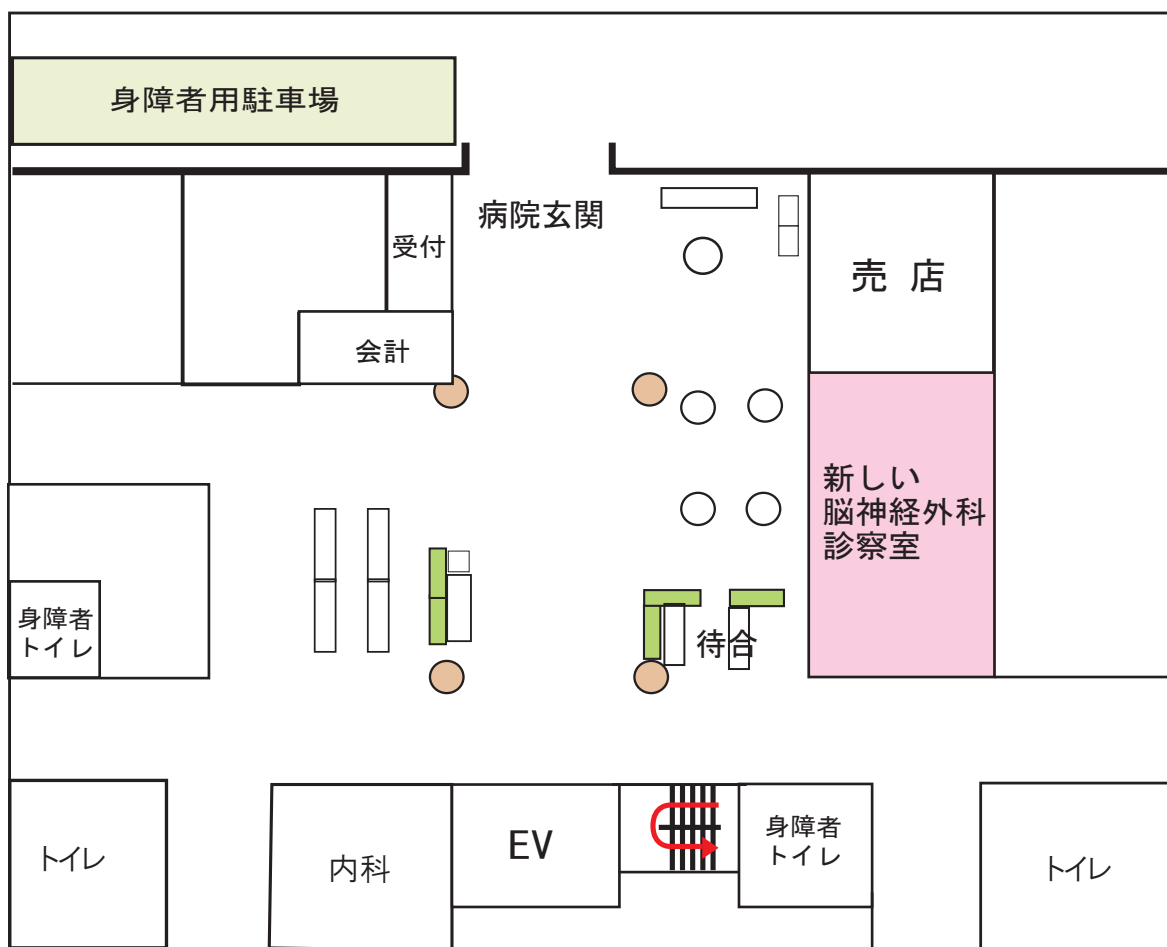 身障者用駐車場
病院玄関
受付
売 店
会計
新しい
脳神経外科
診察室
身障者
トイレ
待合
トイレ
内科
EV
身障者
トイレ
トイレ